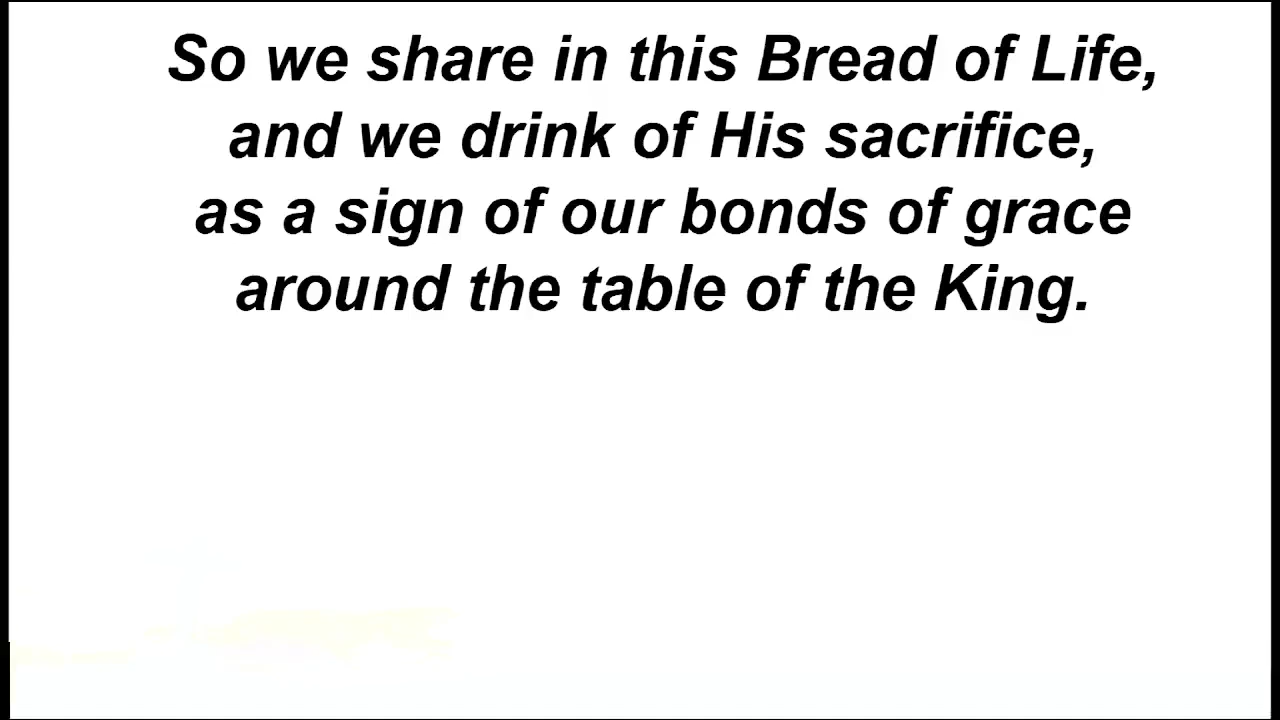 So we share in this Bread of Life,
and we drink of His sacrifice,
as a sign of our bonds of grace
around the table of the King.